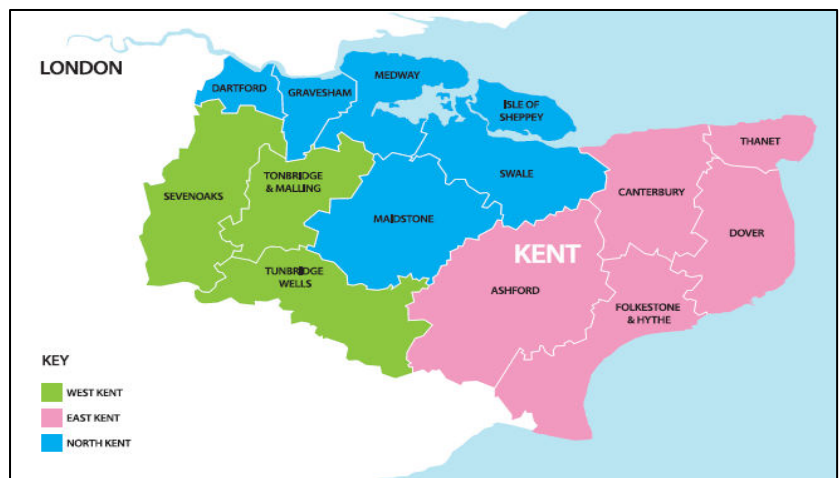 LONDON
DARTFORD
GRAVESHAM
MEDWAY
ISLE OF
SHEPPEY
THANET
SEVENOAKS
TONBRIDGE
& MALLING
SWALE
CANTERBURY
MAIDSTONE
DOVER
KENT
TUNBRIDGE
WELLS
ASHFORD
FOLKESTONE
& HYTHE
KEY
WEST KENT
EAST KENT
NORTH KENT